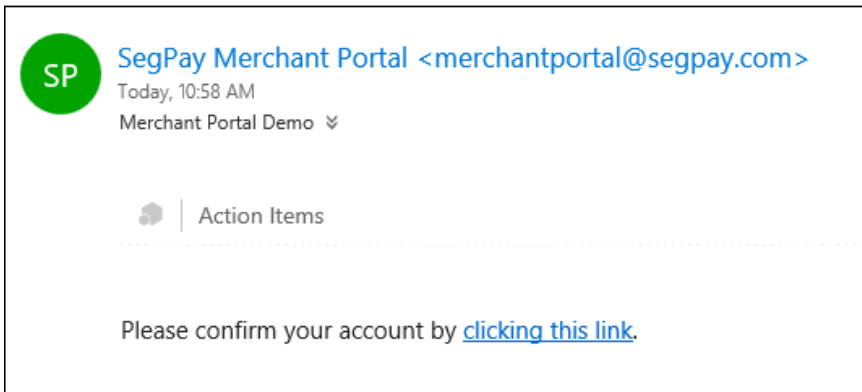 SP
SegPay Merchant Portal <merchantportal@segpay.com>
Today, 10:58 AM
Merchant Portal Demo
Action Items
Please confirm your account by clicking this link.